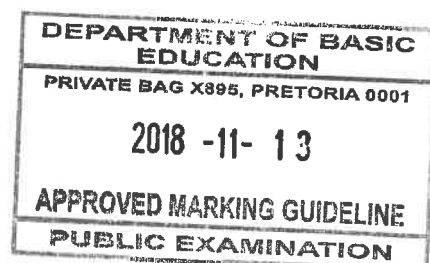 DEPARTMENT OF BASIC
EDUCATION
PRIVATE BAG X895, PRETORIA 0001
2018 -11- 13
APPROVED MARKING GUIDELINE
PUBLIC EXAMINATION